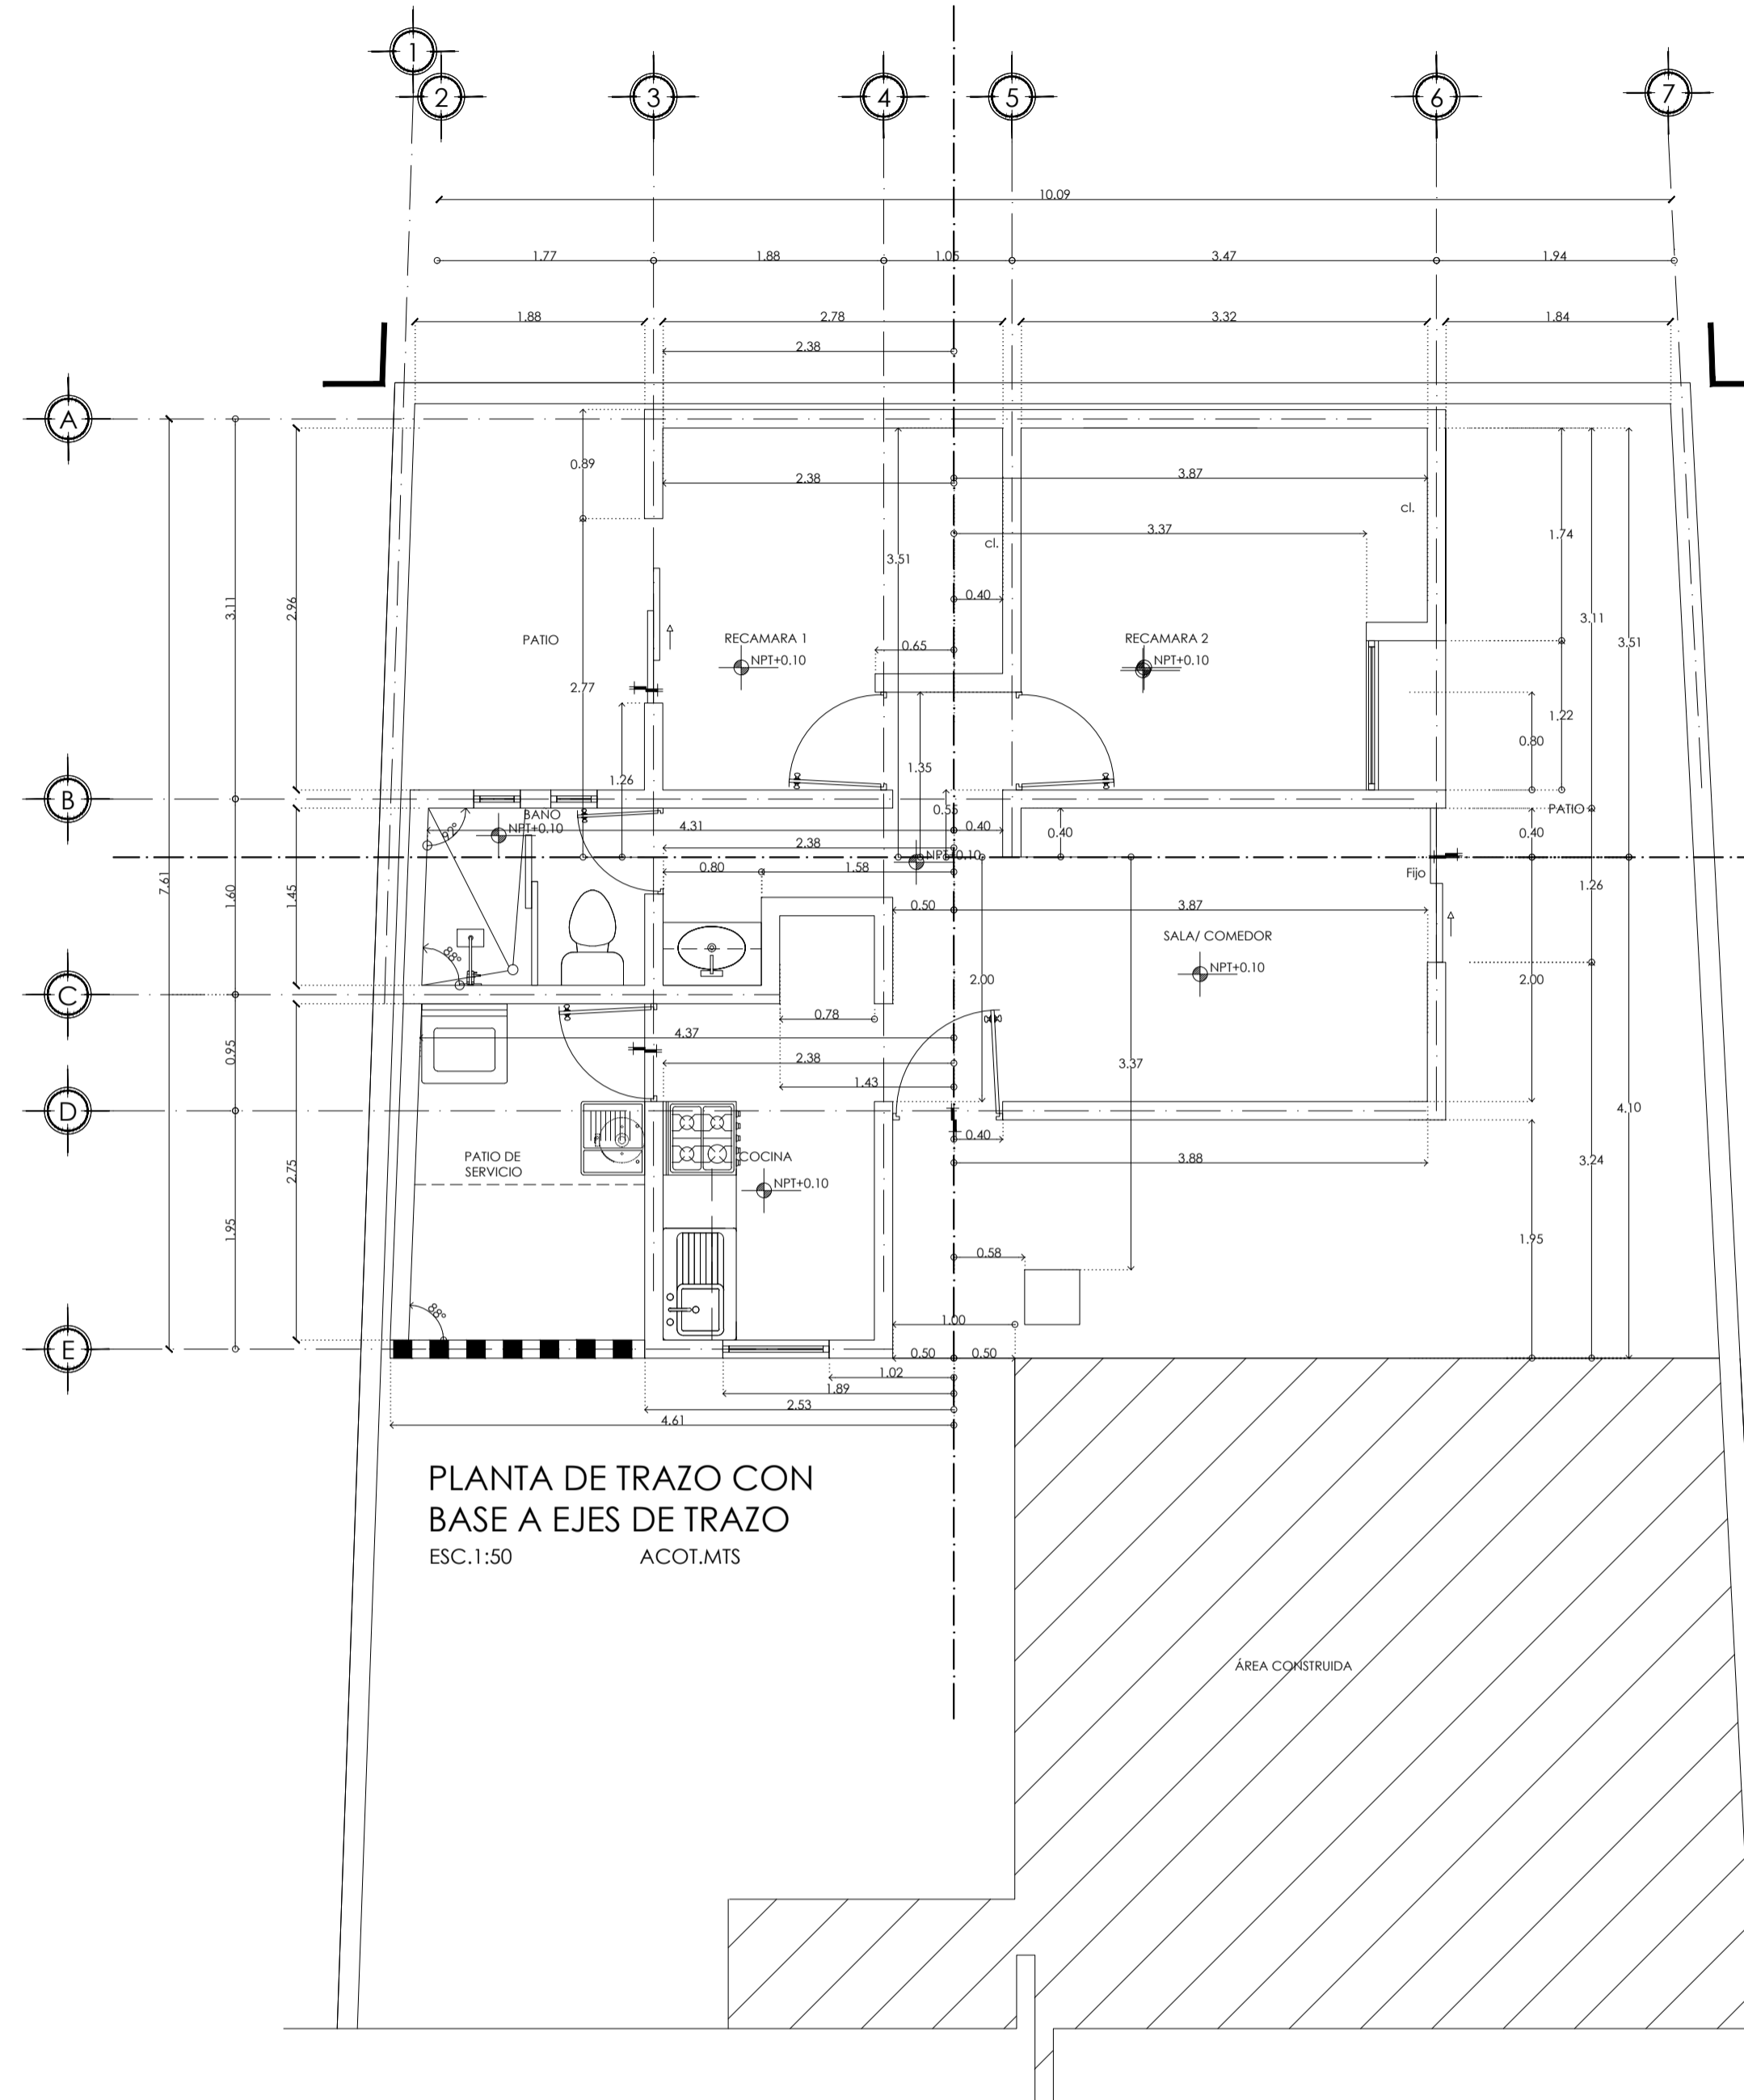 1
2
3
4
5
6
7
10.09
1.77
1.88
1.05
3.47
1.94
1.88
2.78
3.32
1.84
2.38
A
0.89
2.38
3.87
cl.
3.37
1.74
cl.
3.51
0.40
3.11
2.96
3.11
PATIO
RECAMARA 1
RECAMARA 2
3.51
0.65
NPT+0.10
NPT+0.10
2.77
1.22
0.80
1.35
1.26
B
0.55
PATIO
BANO
NPT+0.10
92°
4.31
0.40
0.40
0.40
2.38
NPT+0.10
7.61
1.60
1.45
0.80
1.58
Fijo
1.26
0.50
3.87
SALA/ COMEDOR
88°
NPT+0.10
C
2.00
2.00
0.78
4.37
0.95
2.38
3.37
1.43
D
4.10
0.40
PATIO DE
SERVICIO
COCINA
3.88
3.24
2.75
NPT+0.10
1.95
1.95
0.58
88°
1.00
E
0.50
0.50
1.02
1.89
2.53
4.61
PLANTA DE TRAZO CON
BASE A EJES DE TRAZO
ESC.1:50 ACOT.MTS
ÁREA CONSTRUIDA